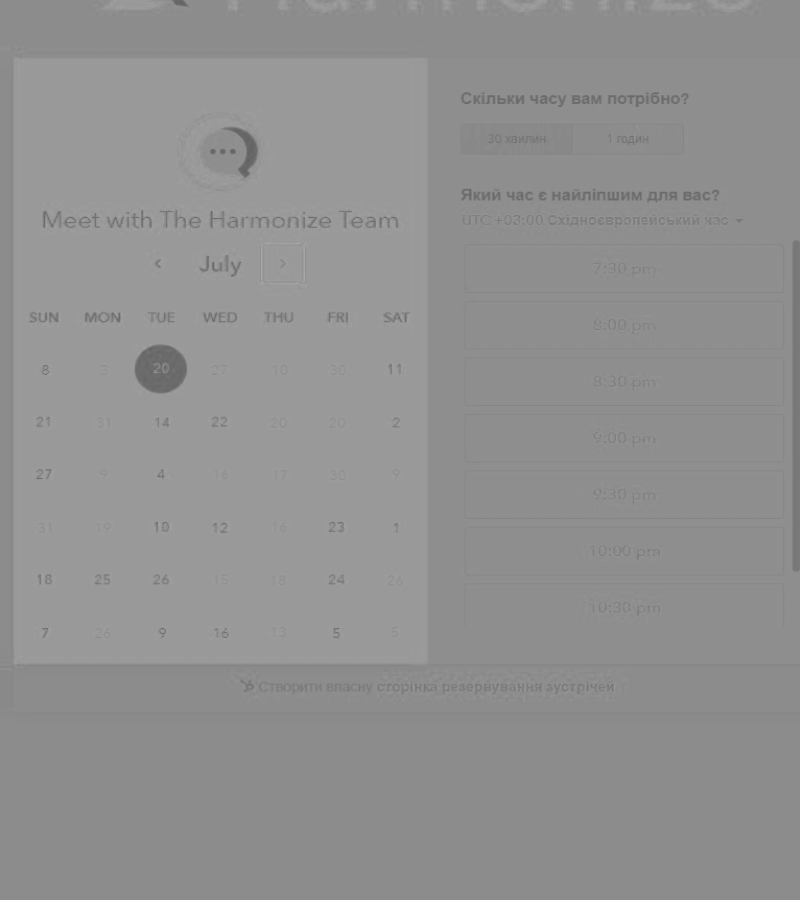 Meet with The Harmonize Team
July
SUN MON TUE WED THU FRI SAT
8 3 20 27 10 30 11
21 31 14 22 20 20 2
27 9 4 16 17 30 9
31 19 10 12 16 23 1
18 25 26 15 18 24 26
7 26 9 16 13 5 5
Скільки часу вам потрібно?
30 хвилин 1 годин
Який час є найліпшим для вас?
UTC +03:00 Східноєвропейський час
7:30 pm
8:00 pm
8:30 pm
9:00 pm
9:30 pm
10:00 pm
10:30 pm
Створити власну сторінка резервування зустрічей